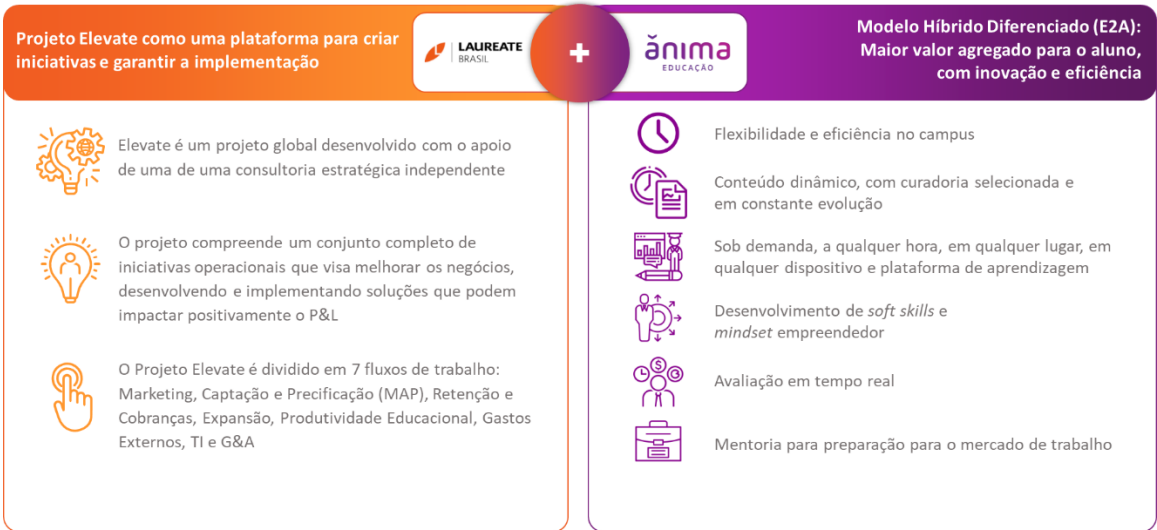 Projeto Elevate como uma plataforma para criar
iniciativas e garantir a implementação
LAUREATE
BRASIL
+
ănima
EDUCAÇÃO
Modelo Híbrido Diferenciado (E2A):
Maior valor agregado para o aluno,
com inovação e eficiência
Elevate é um projeto global desenvolvido com o apoio
de uma de uma consultoria estratégica independente
O projeto compreende um conjunto completo de
iniciativas operacionais que visa melhorar os negócios,
desenvolvendo e implementando soluções que podem
impactar positivamente o P&L
O Projeto Elevate é dividido em 7 fluxos de trabalho:
Marketing, Captação e Precificação (MAP), Retenção e
Cobranças, Expansão, Produtividade Educacional, Gastos
Externos, TI e G&A
Flexibilidade e eficiência no campus
Conteúdo dinâmico, com curadoria selecionada e
em constante evolução
Sob demanda, a qualquer hora, em qualquer lugar, em
qualquer dispositivo e plataforma de aprendizagem
Desenvolvimento de soft skills e
mindset empreendedor
Avaliação em tempo real
Mentoria para preparação para o mercado de trabalho